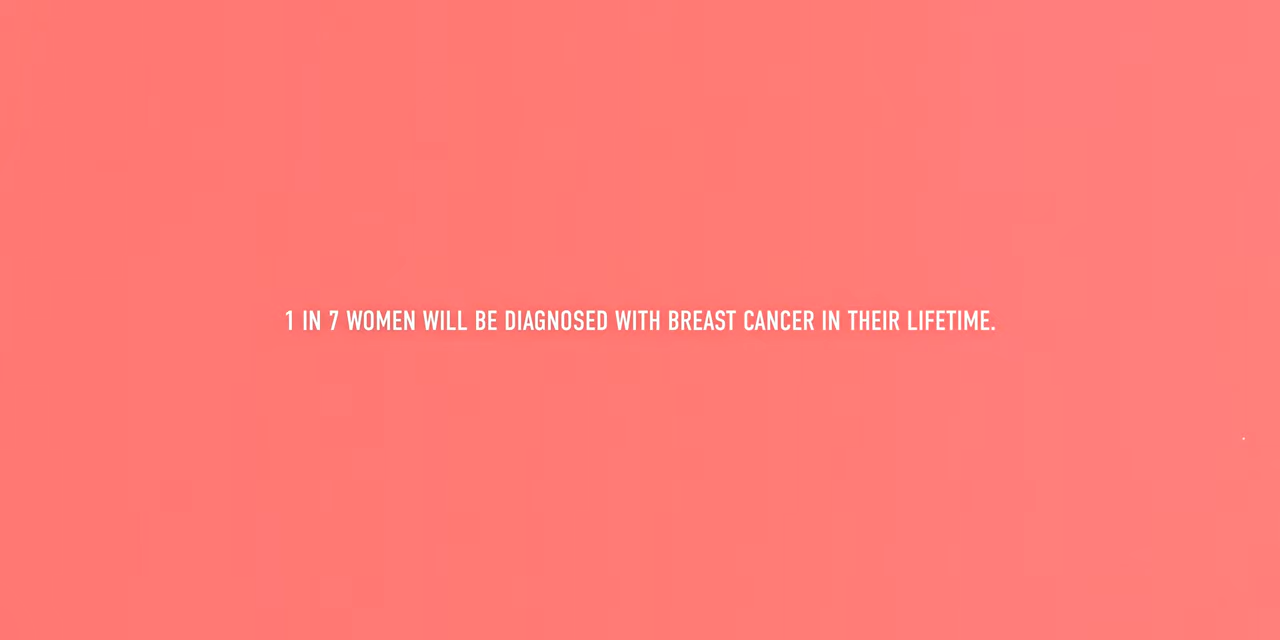 1 IN 7 WOMEN WILL BE DIAGNOSED WITH BREAST CANCER IN THEIR LIFETIME.